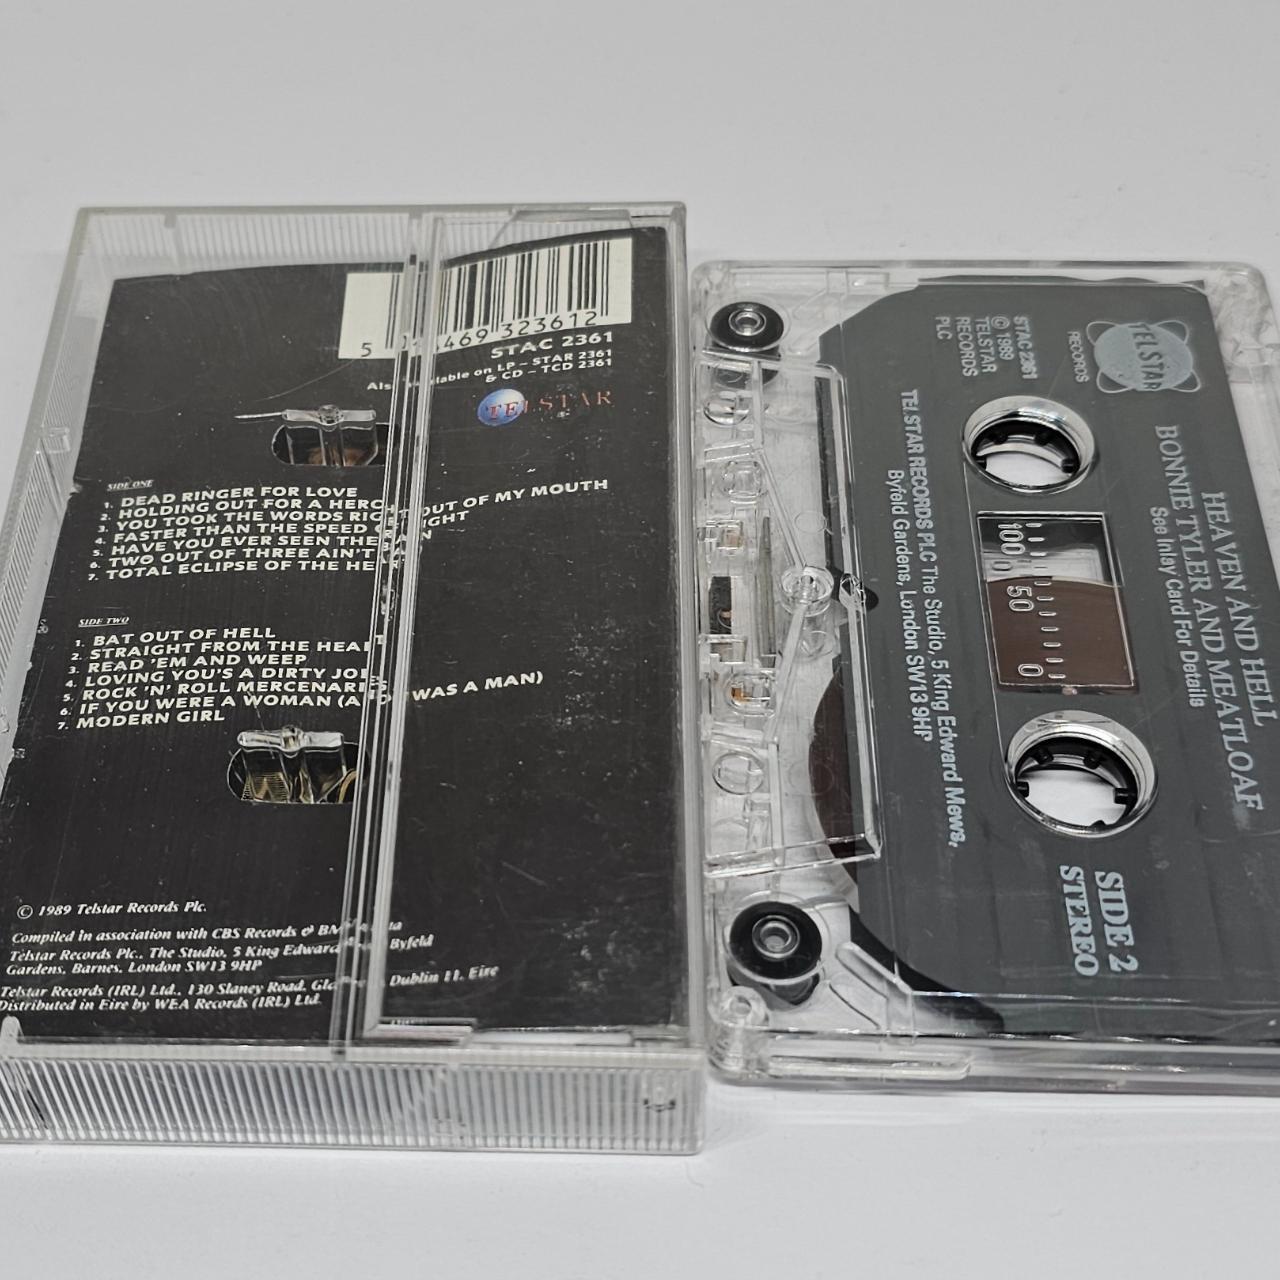 5 469 323612
STAC 2361
Also available on LP - STAR 2361
& CD - TCD 2361
TELSTAR
SIDE ONE
1. DEAD RINGER FOR LOVE
2. HOLDING OUT FOR A HERO
3. YOU TOOK THE WORDS RIGHT OUT OF MY MOUTH
4. FASTER THAN THE SPEED OF NIGHT
5. HAVE YOU EVER SEEN THE RAIN
6. TWO OUT OF THREE AIN'T BAD
7. TOTAL ECLIPSE OF THE HEART
SIDE TWO
1. BAT OUT OF HELL
2. STRAIGHT FROM THE HEART
3. READ 'EM AND WEEP
4. LOVING YOU'S A DIRTY JOB
5. ROCK 'N' ROLL MERCENARIES
6. IF YOU WERE A WOMAN (AND I WAS A MAN)
7. MODERN GIRL
© 1989 Telstar Records Plc.
Compiled in association with CBS Records & BMG
Telstar Records Plc., The Studio, 5 King Edward Byfeld
Gardens, Barnes, London SW13 9HP
Telstar Records (IRL) Ltd., 130 Slaney Road, Dublin 11, Eire
Distributed in Eire by WEA Records (IRL) Ltd.
TELSTAR
RECORDS
STAC 2361
© 1989
TELSTAR
RECORDS
PLC
HEAVEN AND HELL
BONNIE TYLER AND MEATLOAF
See Inlay Card For Details
100 50 0
SIDE 2
STEREO
TELSTAR RECORDS PLC The Studio, 5 King Edward Mews,
Byfeld Gardens, London SW13 9HP